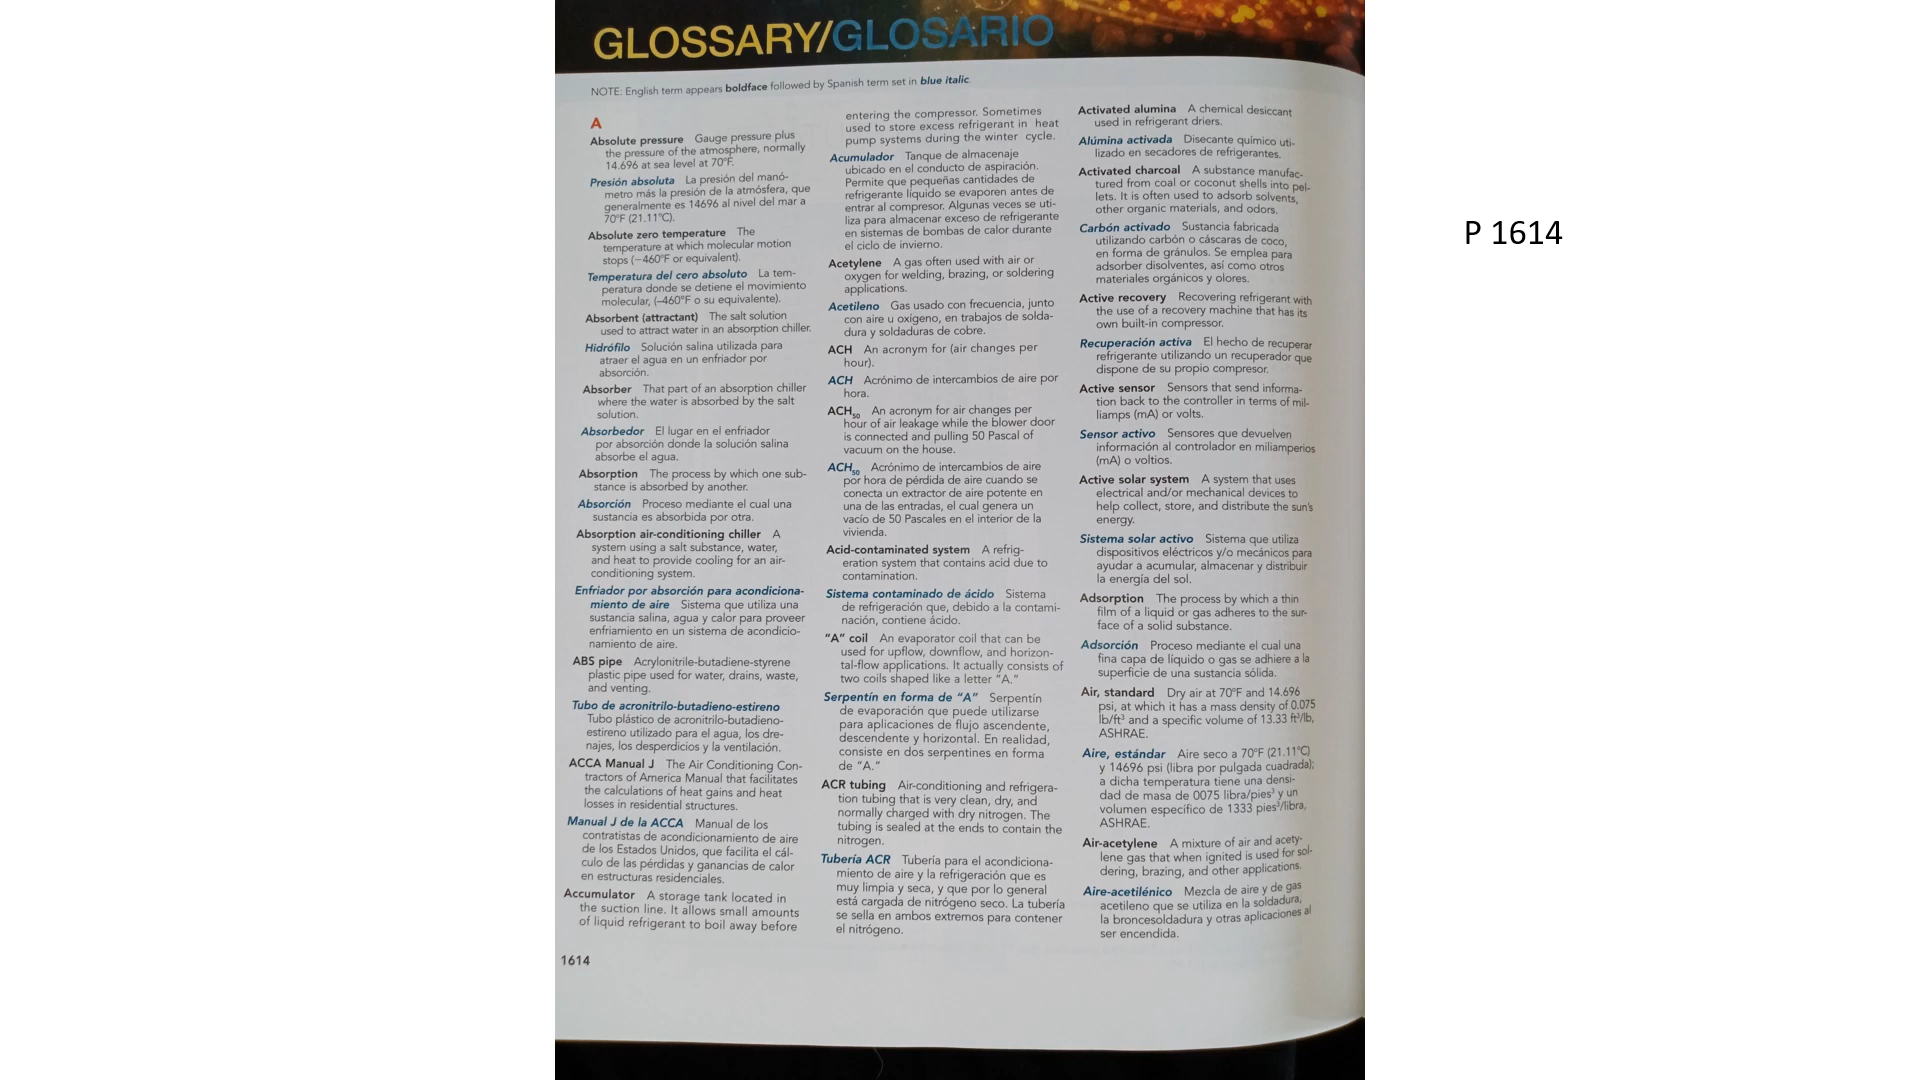 GLOSSARY/GLOSARIO
NOTE: English term appears boldface followed by Spanish term set in blue italic.
A
Absolute pressure Gauge pressure plus
the pressure of the atmosphere, normally
14.696 at sea level at 70°F.
Presión absoluta La presión del manó-
metro más la presión de la atmósfera, que
generalmente es 14696 al nivel del mar a
70°F (21.11°C).
Absolute zero temperature The
temperature at which molecular motion
stops (−460°F or equivalent).
Temperatura del cero absoluto La tem-
peratura donde se detiene el movimiento
molecular, (–460°F o su equivalente).
Absorbent (attractant) The salt solution
used to attract water in an absorption chiller.
Hidrófilo Solución salina utilizada para
atraer el agua en un enfriador por
absorción.
Absorber That part of an absorption chiller
where the water is absorbed by the salt
solution.
Absorbedor El lugar en el enfriador
por absorción donde la solución salina
absorbe el agua.
Absorption The process by which one sub-
stance is absorbed by another.
Absorción Proceso mediante el cual una
sustancia es absorbida por otra.
Absorption air-conditioning chiller A
system using a salt substance, water,
and heat to provide cooling for an air-
conditioning system.
Enfriador por absorción para acondiciona-
miento de aire Sistema que utiliza una
sustancia salina, agua y calor para proveer
enfriamiento en un sistema de acondicio-
namiento de aire.
ABS pipe Acrylonitrile-butadiene-styrene
plastic pipe used for water, drains, waste,
and venting.
Tubo de acronitrilo-butadieno-estireno
Tubo plástico de acronitrilo-butadieno-
estireno utilizado para el agua, los dre-
najes, los desperdicios y la ventilación.
ACCA Manual J The Air Conditioning Con-
tractors of America Manual that facilitates
the calculations of heat gains and heat
losses in residential structures.
Manual J de la ACCA Manual de los
contratistas de acondicionamiento de aire
de los Estados Unidos, que facilita el cál-
culo de las pérdidas y ganancias de calor
en estructuras residenciales.
Accumulator A storage tank located in
the suction line. It allows small amounts
of liquid refrigerant to boil away before
entering the compressor. Sometimes
used to store excess refrigerant in heat
pump systems during the winter cycle.
Acumulador Tanque de almacenaje
ubicado en el conducto de aspiración.
Permite que pequeñas cantidades de
refrigerante líquido se evaporen antes de
entrar al compresor. Algunas veces se uti-
liza para almacenar exceso de refrigerante
en sistemas de bombas de calor durante
el ciclo de invierno.
Acetylene A gas often used with air or
oxygen for welding, brazing, or soldering
applications.
Acetileno Gas usado con frecuencia, junto
con aire u oxígeno, en trabajos de solda-
dura y soldaduras de cobre.
ACH An acronym for (air changes per
hour).
ACH Acrónimo de intercambios de aire por
hora.
ACH50 An acronym for air changes per
hour of air leakage while the blower door
is connected and pulling 50 Pascal of
vacuum on the house.
ACH50 Acrónimo de intercambios de aire
por hora de pérdida de aire cuando se
conecta un extractor de aire potente en
una de las entradas, el cual genera un
vacío de 50 Pascales en el interior de la
vivienda.
Acid-contaminated system A refrig-
eration system that contains acid due to
contamination.
Sistema contaminado de ácido Sistema
de refrigeración que, debido a la contami-
nación, contiene ácido.
“A” coil An evaporator coil that can be
used for upflow, downflow, and horizon-
tal-flow applications. It actually consists of
two coils shaped like a letter “A.”
Serpentín en forma de “A” Serpentín
de evaporación que puede utilizarse
para aplicaciones de flujo ascendente,
descendente y horizontal. En realidad,
consiste en dos serpentines en forma
de “A.”
ACR tubing Air-conditioning and refrigera-
tion tubing that is very clean, dry, and
normally charged with dry nitrogen. The
tubing is sealed at the ends to contain the
nitrogen.
Tubería ACR Tubería para el acondiciona-
miento de aire y la refrigeración que es
muy limpia y seca, y que por lo general
está cargada de nitrógeno seco. La tubería
se sella en ambos extremos para contener
el nitrógeno.
Activated alumina A chemical desiccant
used in refrigerant driers.
Alúmina activada Disecante químico uti-
lizado en secadores de refrigerantes.
Activated charcoal A substance manufac-
tured from coal or coconut shells into pel-
lets. It is often used to adsorb solvents,
other organic materials, and odors.
Carbón activado Sustancia fabricada
utilizando carbón o cáscaras de coco,
en forma de gránulos. Se emplea para
adsorber disolventes, así como otros
materiales orgánicos y olores.
Active recovery Recovering refrigerant with
the use of a recovery machine that has its
own built-in compressor.
Recuperación activa El hecho de recuperar
refrigerante utilizando un recuperador que
dispone de su propio compresor.
Active sensor Sensors that send informa-
tion back to the controller in terms of mil-
liamps (mA) or volts.
Sensor activo Sensores que devuelven
información al controlador en miliamperios
(mA) o voltios.
Active solar system A system that uses
electrical and/or mechanical devices to
help collect, store, and distribute the sun’s
energy.
Sistema solar activo Sistema que utiliza
dispositivos eléctricos y/o mecánicos para
ayudar a acumular, almacenar y distribuir
la energía del sol.
Adsorption The process by which a thin
film of a liquid or gas adheres to the sur-
face of a solid substance.
Adsorción Proceso mediante el cual una
fina capa de líquido o gas se adhiere a la
superficie de una sustancia sólida.
Air, standard Dry air at 70°F and 14.696
psi, at which it has a mass density of 0.075
lb/ft³ and a specific volume of 13.33 ft³/lb,
ASHRAE.
Aire, estándar Aire seco a 70°F (21.11°C)
y 14696 psi (libra por pulgada cuadrada);
a dicha temperatura tiene una densi-
dad de masa de 0075 libra/pies³ y un
volumen específico de 1333 pies³/libra,
ASHRAE.
Air-acetylene A mixture of air and acety-
lene gas that when ignited is used for sol-
dering, brazing, and other applications.
Aire-acetilénico Mezcla de aire y de gas
acetileno que se utiliza en la soldadura,
la broncesoldadura y otras aplicaciones al
ser encendida.
1614
P 1614